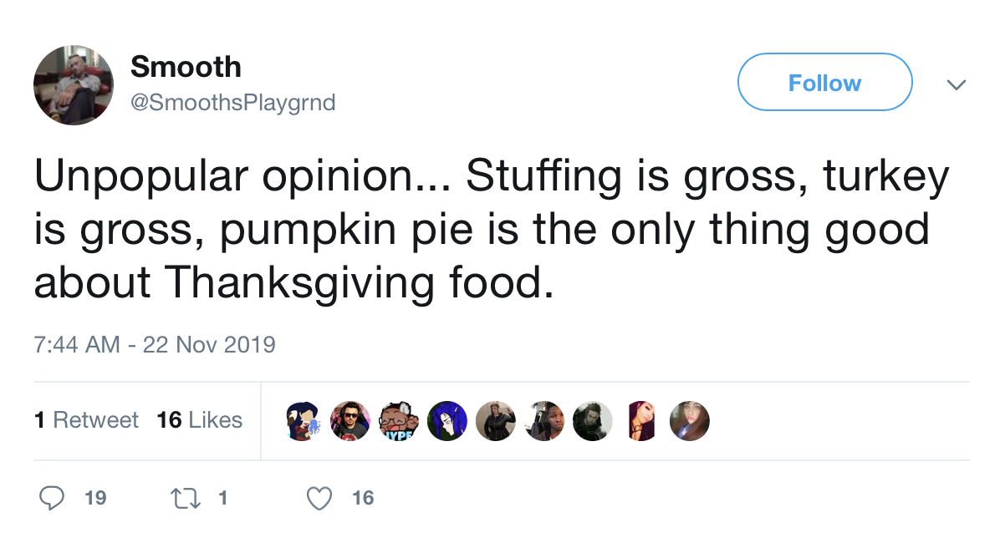 Smooth
@SmoothsPlaygrnd
Follow
Unpopular opinion... Stuffing is gross, turkey
is gross, pumpkin pie is the only thing good
about Thanksgiving food.
7:44 AM - 22 Nov 2019
1 Retweet 16 Likes
HYPE
19 1 16